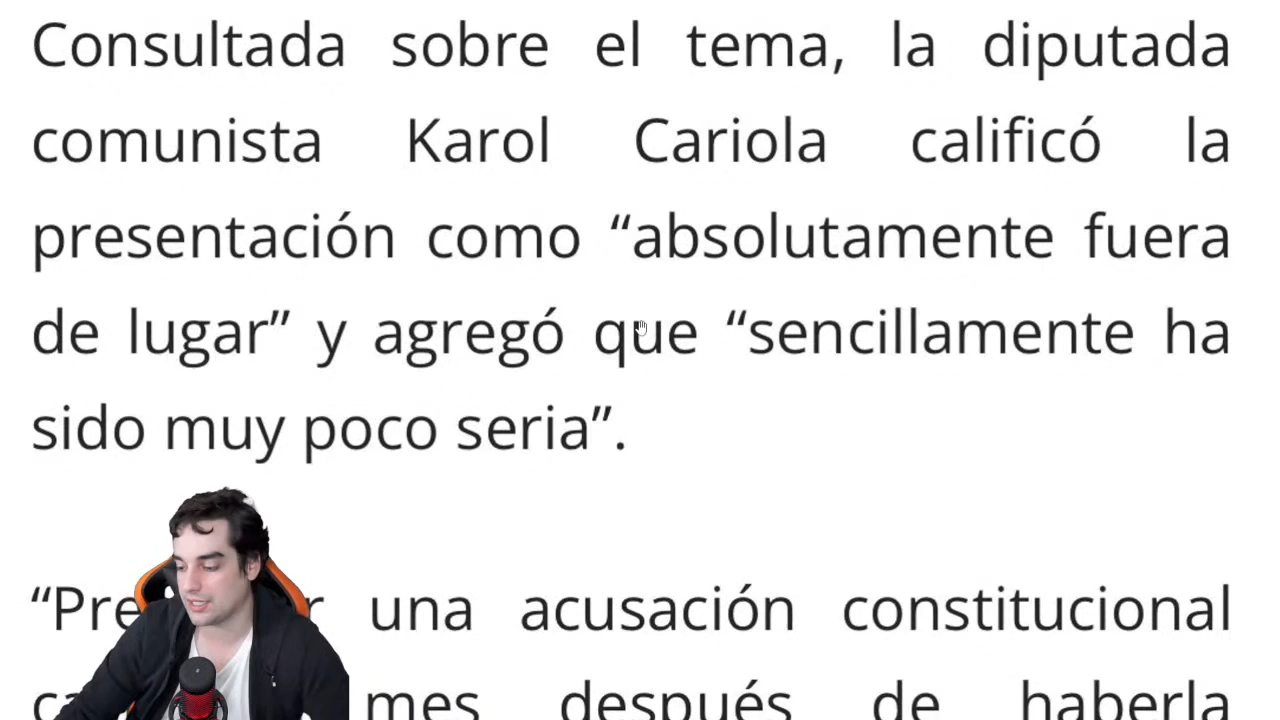 Consultada sobre el tema, la diputada
comunista Karol Cariola calificó la
presentación como “absolutamente fuera
de lugar” y agregó que “sencillamente ha
sido muy poco seria”.
una acusación constitucional
mes después de haberla